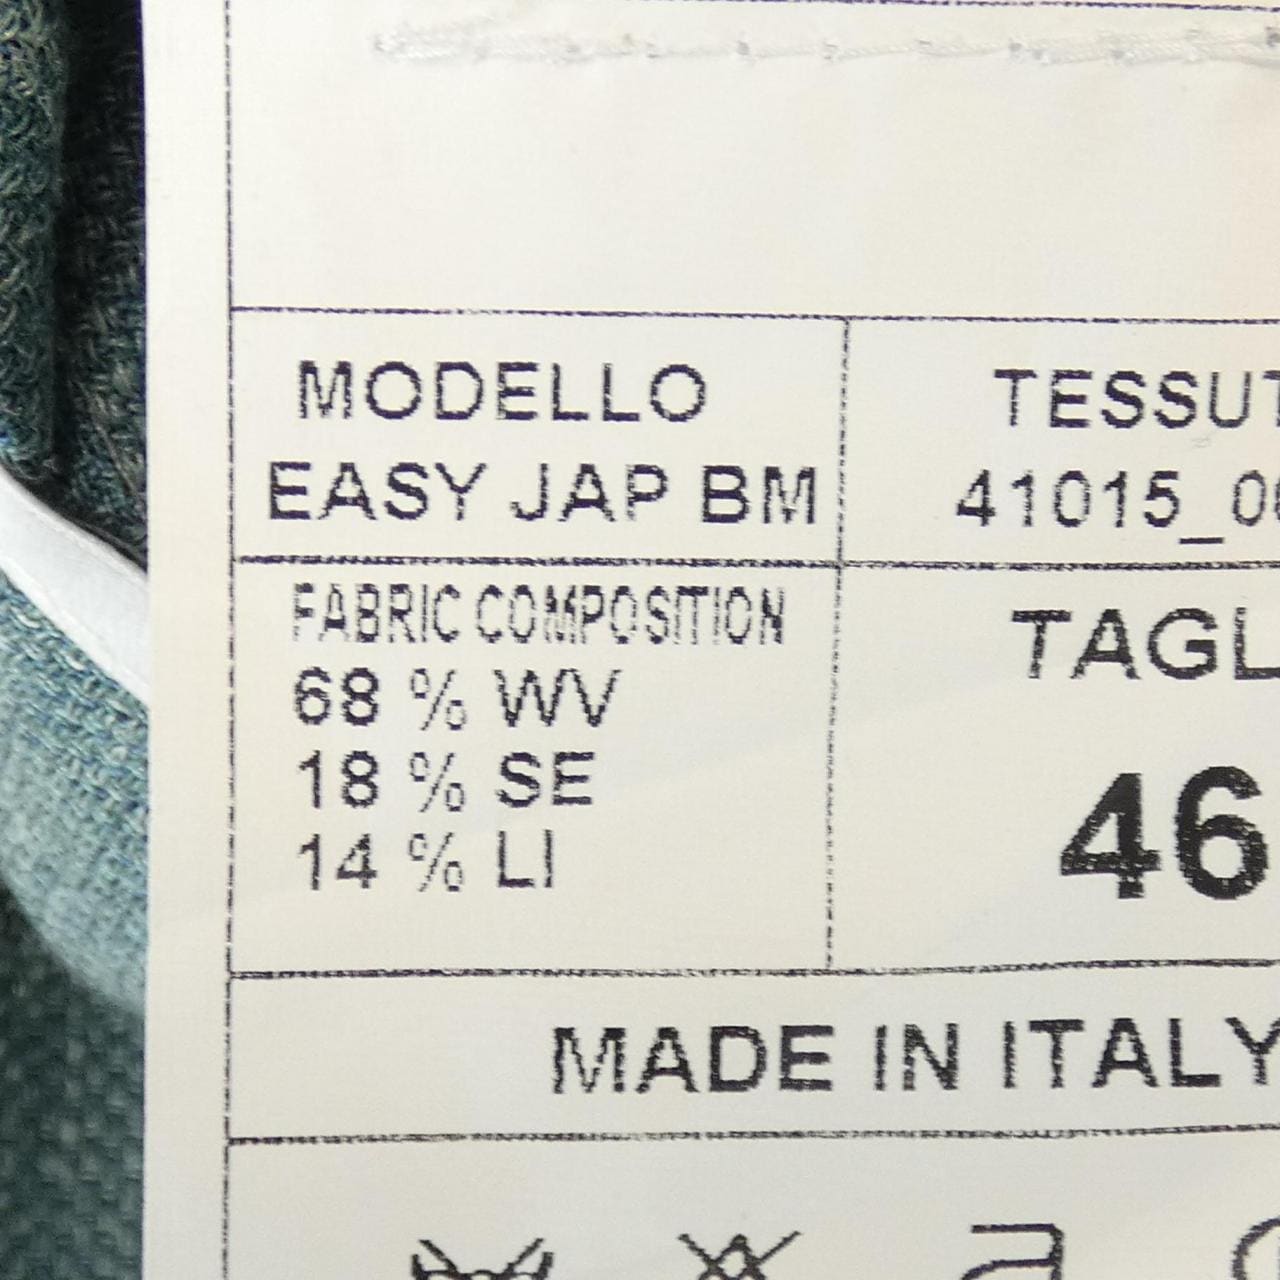 MODELLO
EASY JAP BM
TESSUT
41015_0
FABRIC COMPOSITION
68 % WV
18 % SE
14 % LI
TAGL
46
MADE IN ITALY